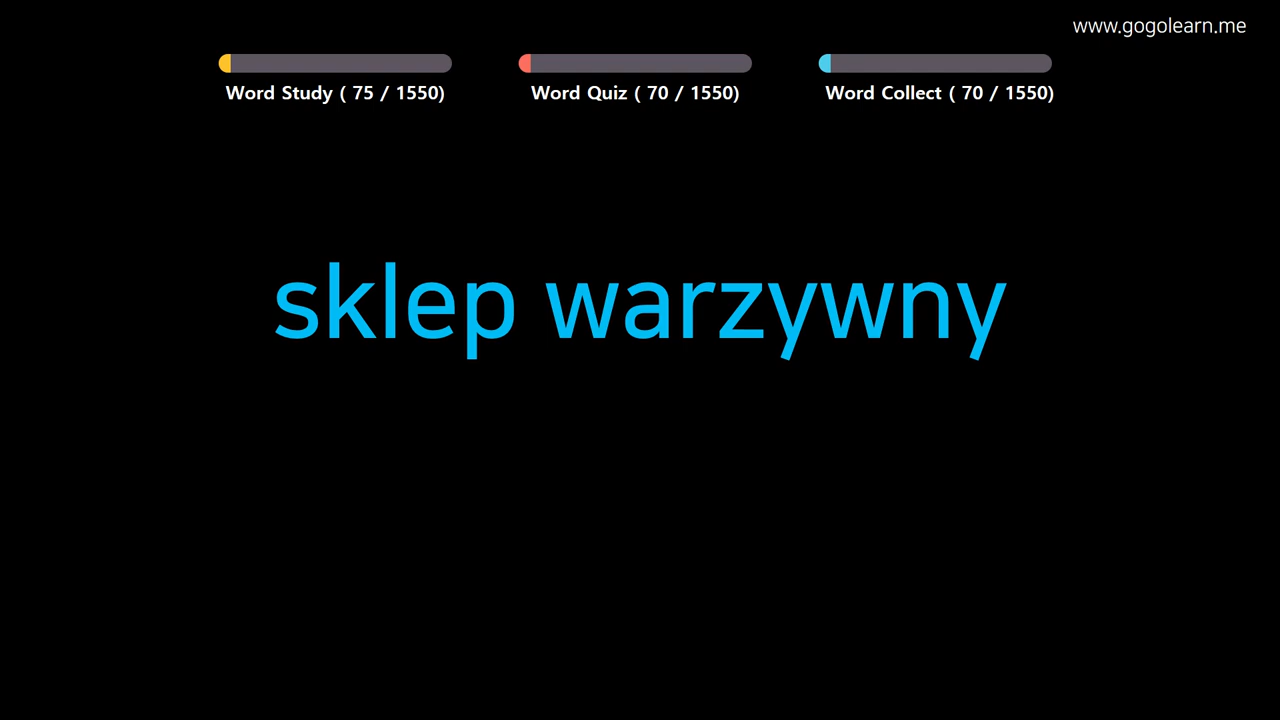 www.gogolearn.me
Word Study ( 75 / 1550)
Word Quiz ( 70 / 1550)
Word Collect ( 70 / 1550)
sklep warzywny